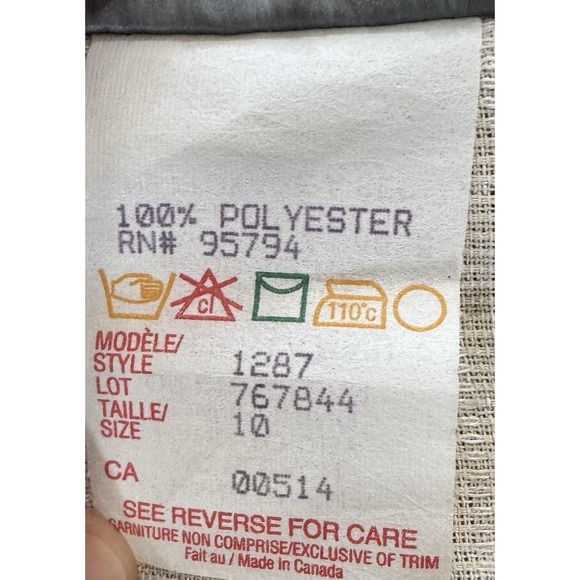 100% POLYESTER
RN# 95794
cl 110°c
MODÈLE/
STYLE 1287
LOT 767844
TAILLE/
SIZE 10
CA 00514
SEE REVERSE FOR CARE
GARNITURE NON COMPRISE/EXCLUSIVE OF TRIM
Fait au / Made in Canada